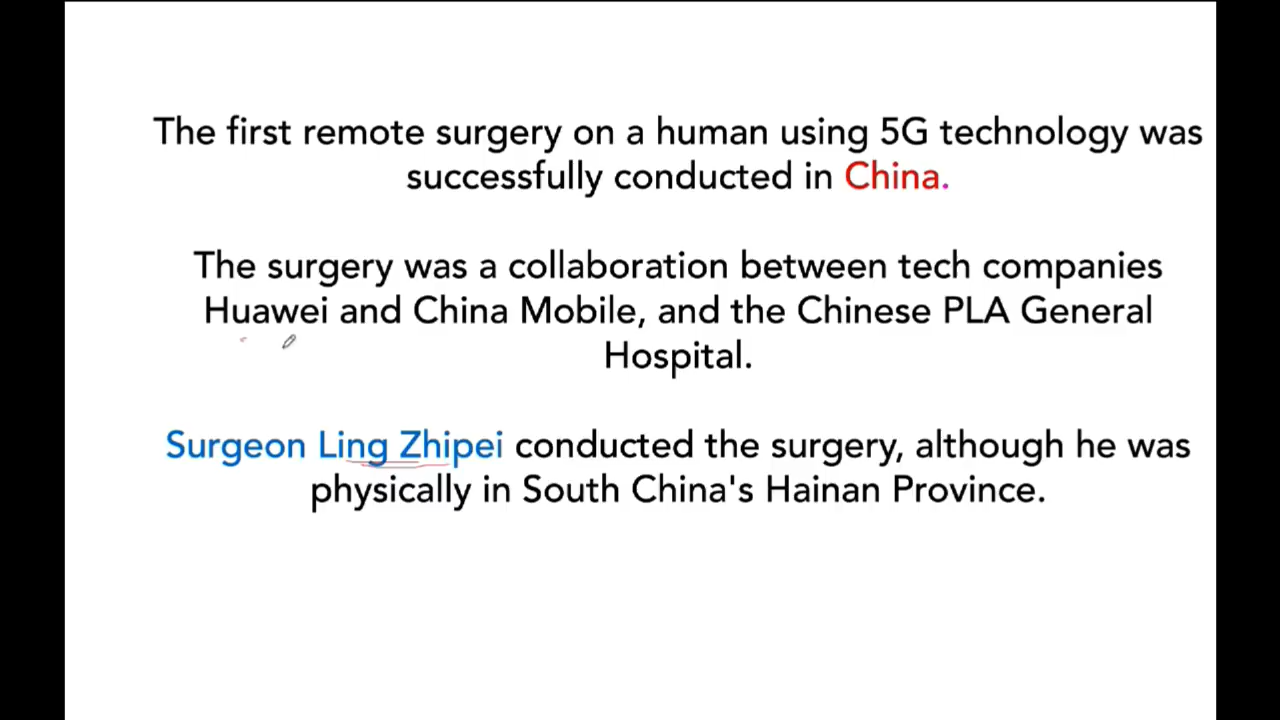 The first remote surgery on a human using 5G technology was
successfully conducted in China.
The surgery was a collaboration between tech companies
Huawei and China Mobile, and the Chinese PLA General
Hospital.
Surgeon Ling Zhipei conducted the surgery, although he was
physically in South China's Hainan Province.